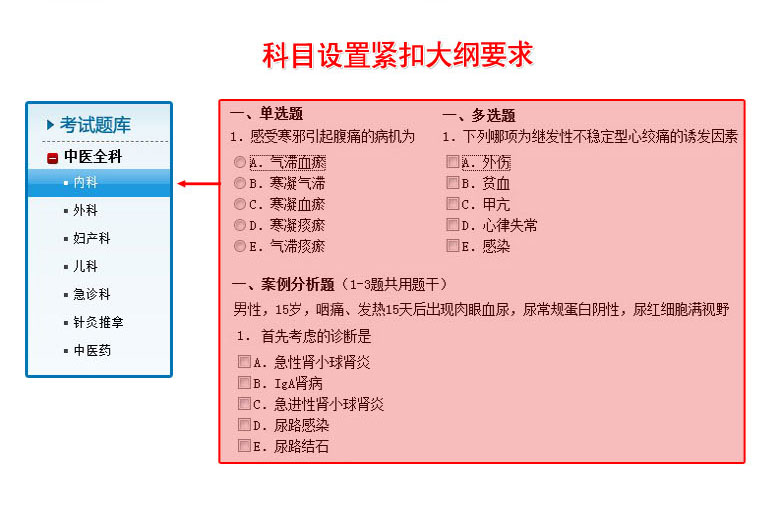 科目设置紧扣大纲要求
考试题库
中医全科
内科
外科
妇产科
儿科
急诊科
针灸推拿
中医药
一、单选题
1. 感受寒邪引起腹痛的病机为
A. 气滞血瘀
B. 寒凝气滞
C. 寒凝血瘀
D. 寒凝痰瘀
E. 气滞痰瘀
一、多选题
1. 下列哪项为继发性不稳定型心绞痛的诱发因素
A. 外伤
B. 贫血
C. 甲亢
D. 心律失常
E. 感染
一、案例分析题（1-3题共用题干）
男性，15岁，咽痛、发热15天后出现肉眼血尿，尿常规蛋白阴性，尿红细胞满视野
1. 首先考虑的诊断是
A. 急性肾小球肾炎
B. IgA肾病
C. 急进性肾小球肾炎
D. 尿路感染
E. 尿路结石